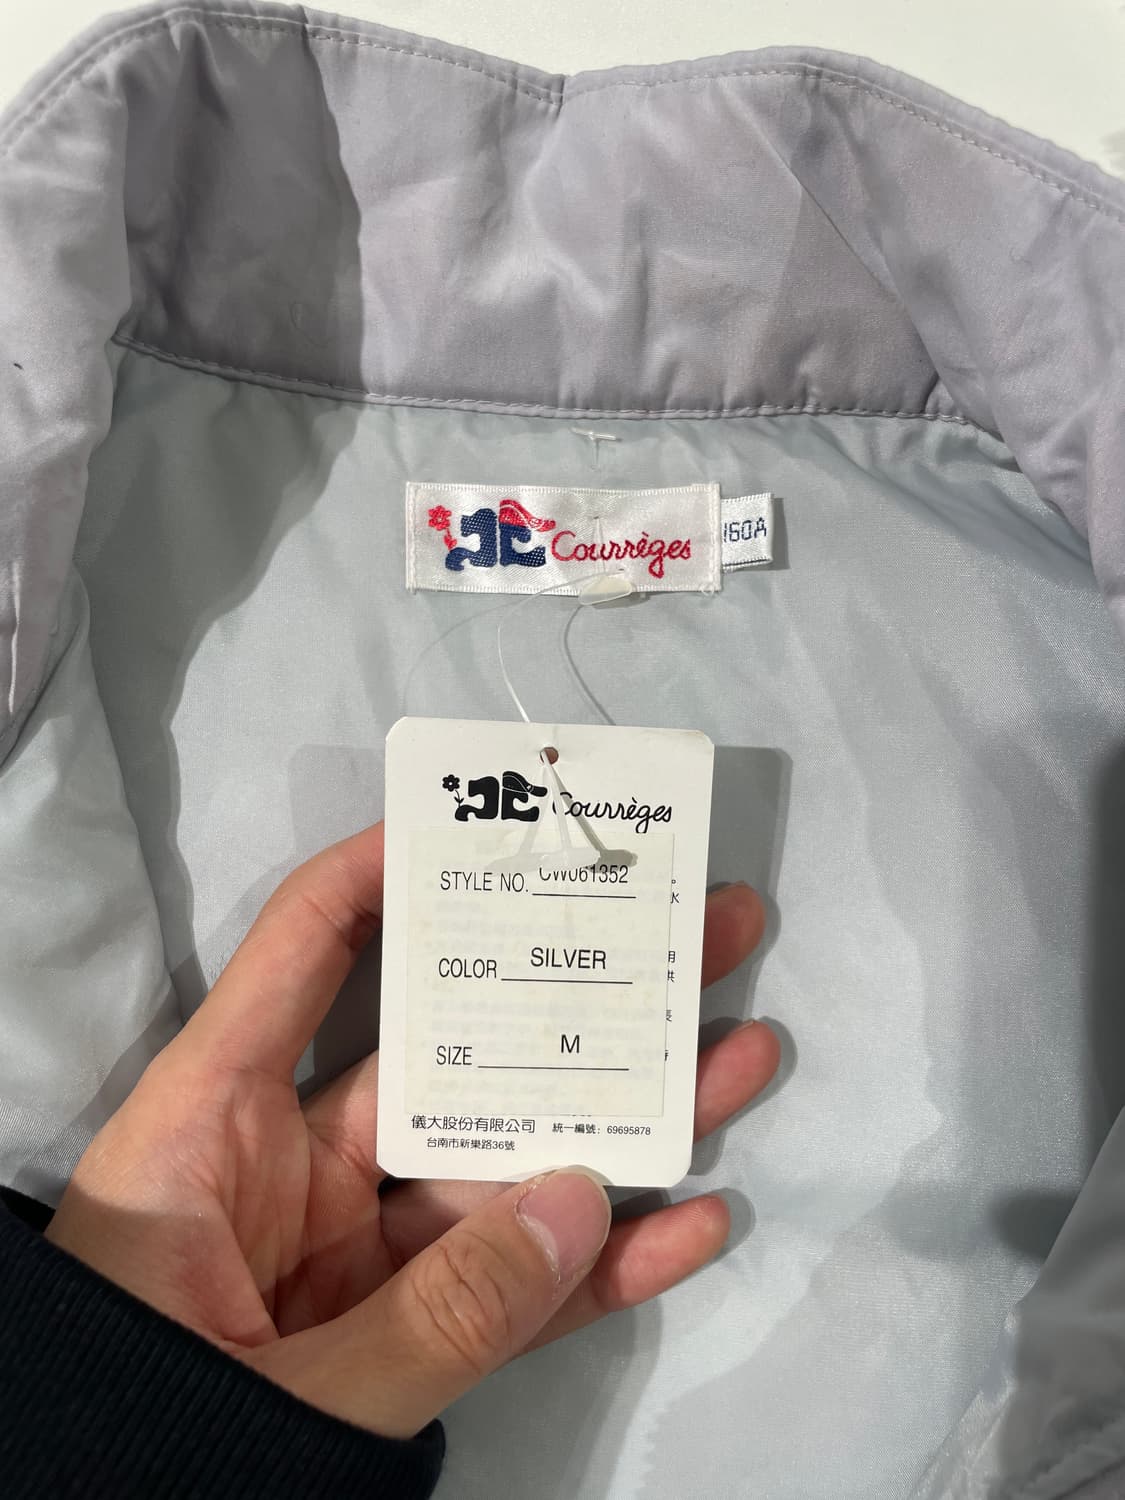 Courrèges
160A
Courrèges
STYLE NO. CW061352
COLOR SILVER
SIZE M
儀大股份有限公司 統一編號：69695878
台南市新樂路36號